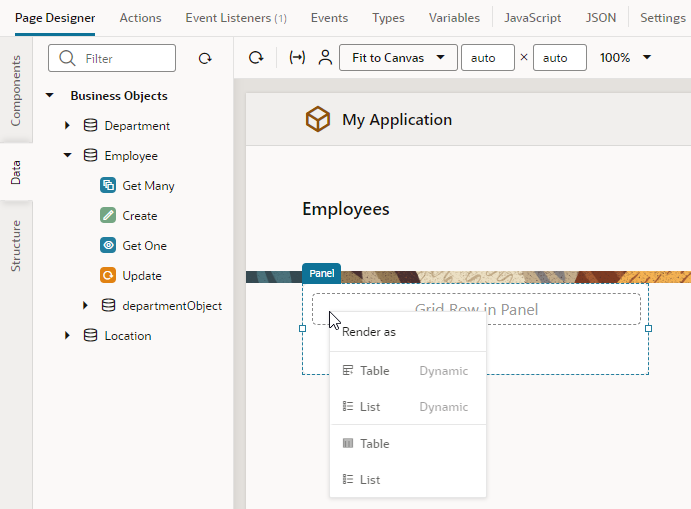 Page Designer
Actions
Event Listeners (1)
Events
Types
Variables
JavaScript
JSON
Settings
Components
Data
Structure
Filter
Business Objects
Department
Employee
Get Many
Create
Get One
Update
departmentObject
Location
Fit to Canvas
auto
×
auto
100%
My Application
Employees
Panel
Grid Row in Panel
Render as
Table Dynamic
List Dynamic
Table
List